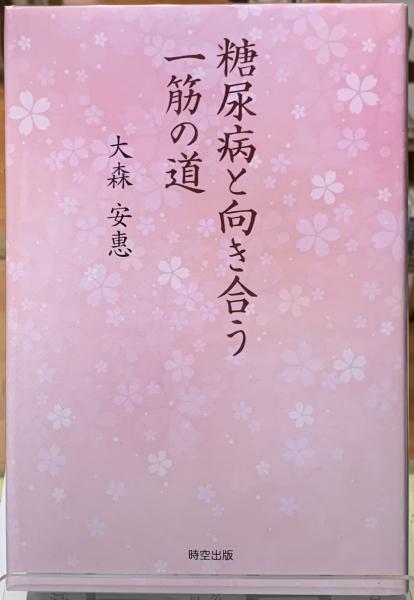 糖尿病と向き合う
一筋の道
大森 安惠
時空出版